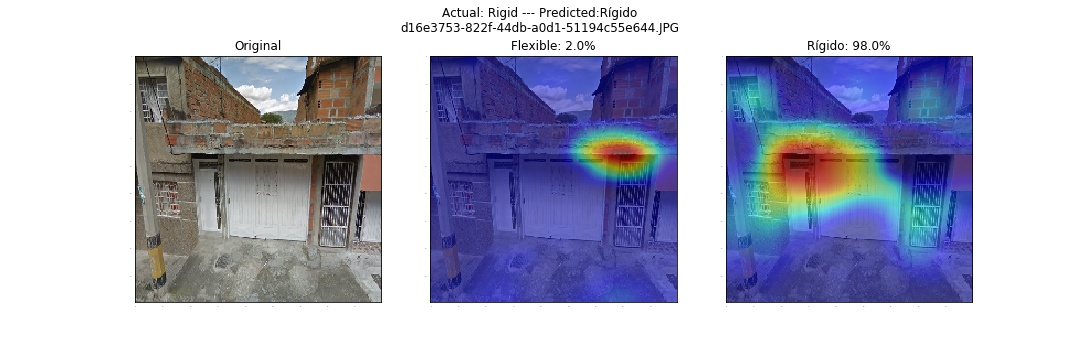 Actual: Rigid --- Predicted:Rígido
d16e3753-822f-44db-a0d1-51194c55e644.JPG
Original
Flexible: 2.0%
Rígido: 98.0%